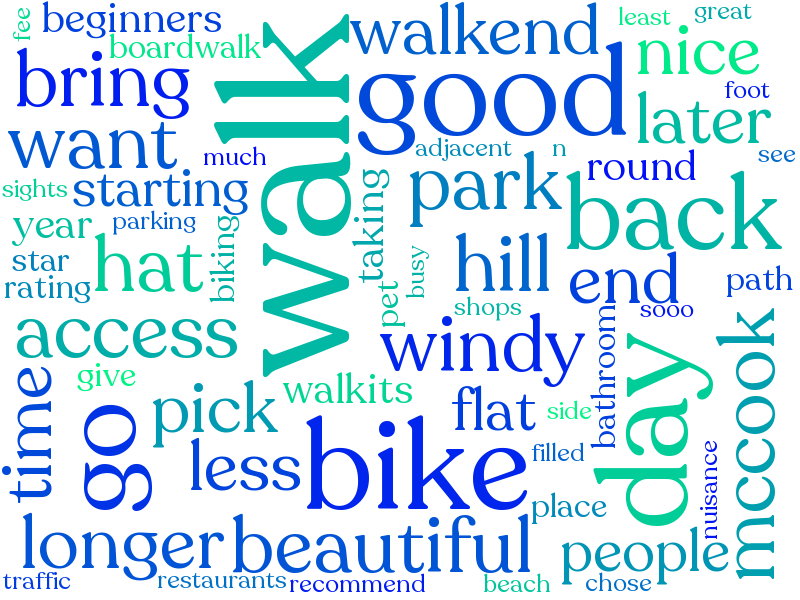 fee
beginners
boardwalk
bring
walk
walkend
good
least
great
nice
foot
later
want
much
adjacent
n
round
see
sights
starting
park
back
year
parking
taking
hat
biking
star
rating
hill
end
path
busy
pet
shops
sooo
access
windy
bathroom
day
mccook
give
walkits
time
go
pick
flat
side
less
bike
filled
nuisance
place
longer
beautiful
people
traffic
restaurants
recommend
beach
chose